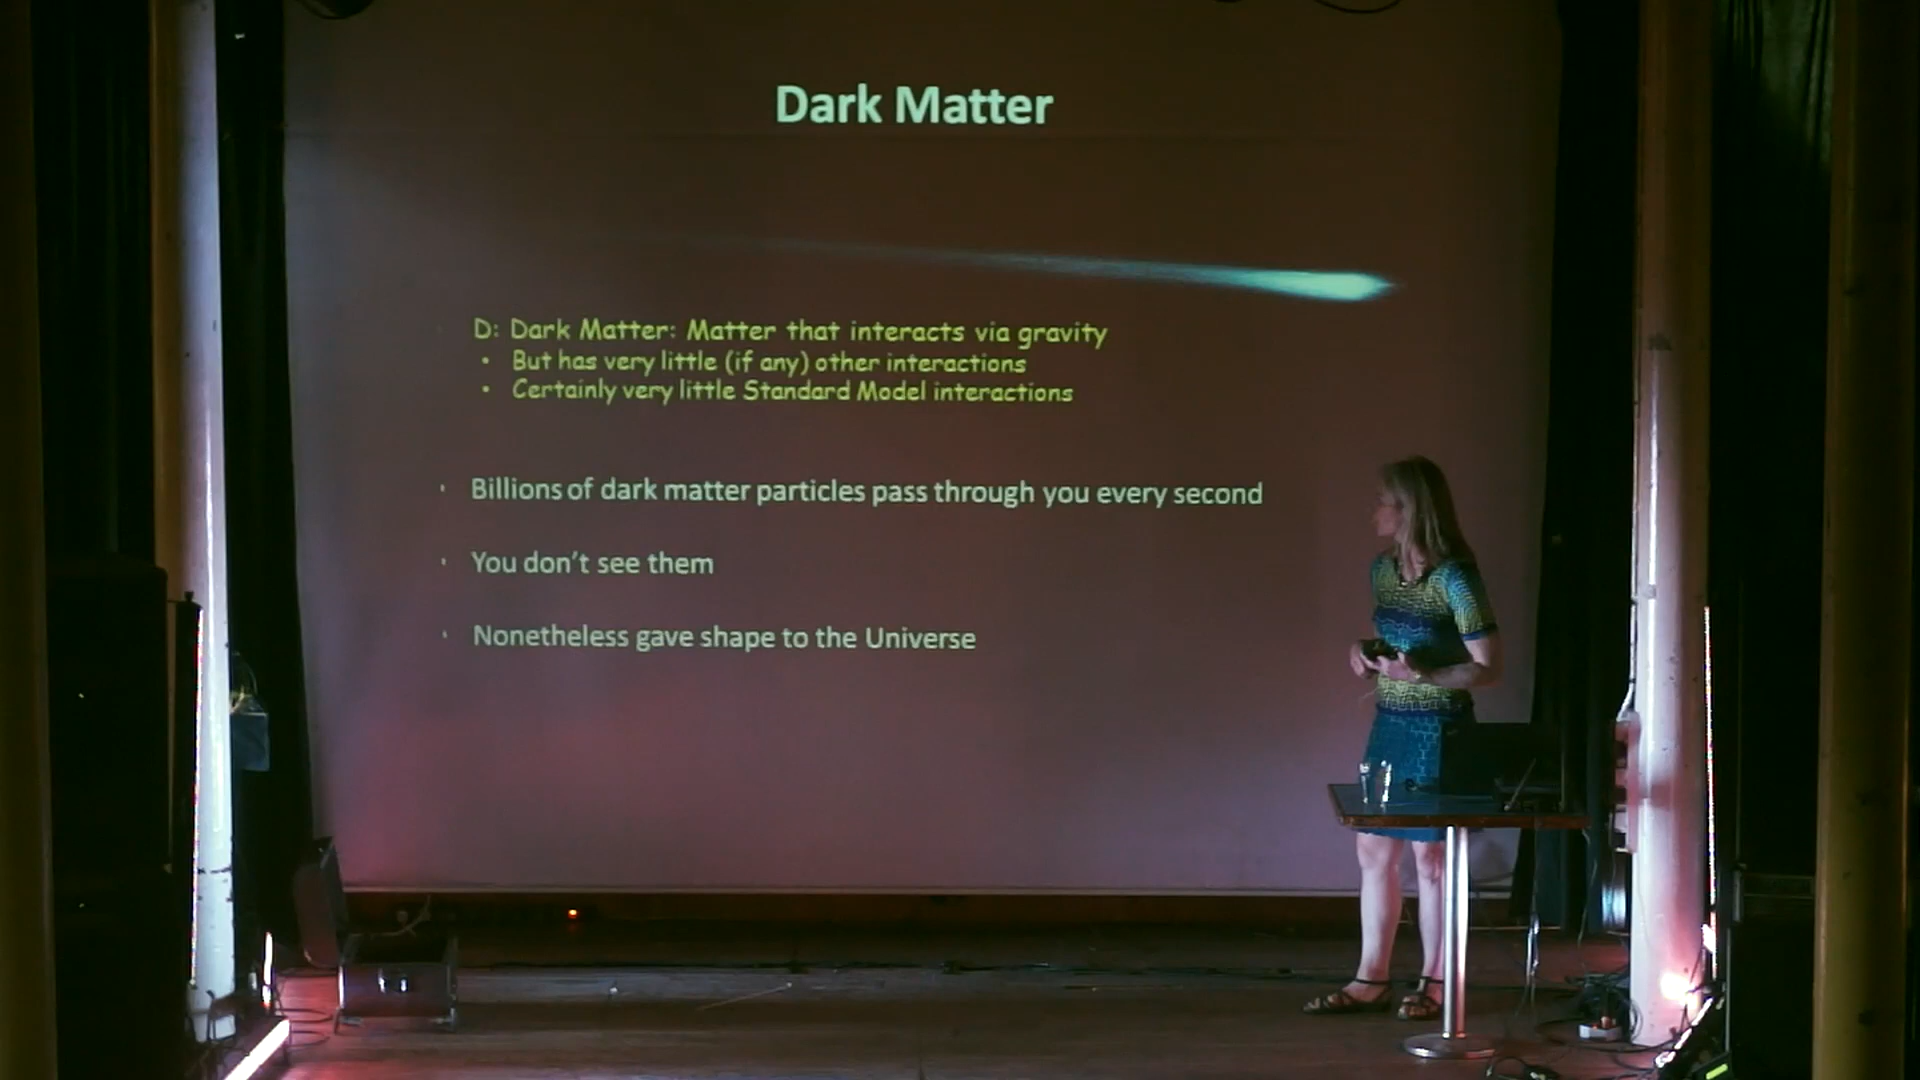 Dark Matter
D: Dark Matter: Matter that interacts via gravity
• But has very little (if any) other interactions
• Certainly very little Standard Model interactions
• Billions of dark matter particles pass through you every second
• You don't see them
• Nonetheless gave shape to the Universe